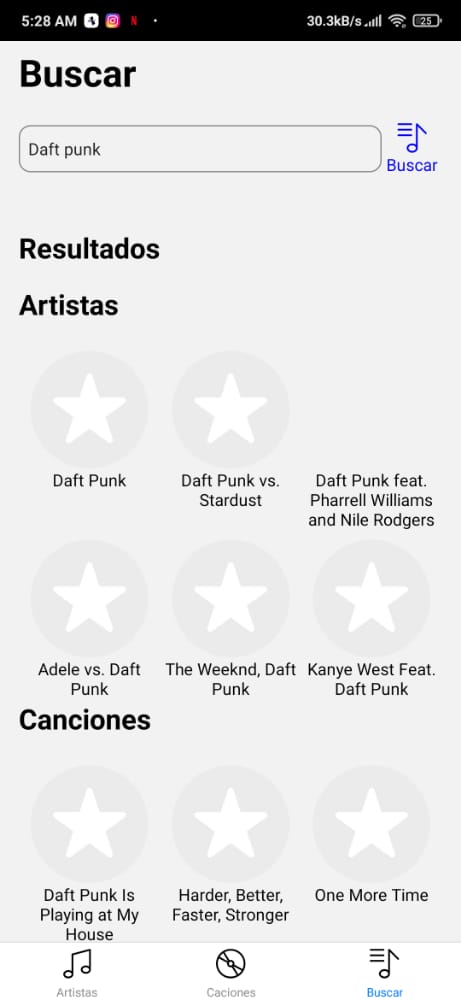 5:28 AM 30.3kB/s 25
Buscar
Daft punk
Buscar
Resultados
Artistas
Daft Punk
Daft Punk vs.
Stardust
Daft Punk feat.
Pharrell Williams
and Nile Rodgers
Adele vs. Daft
Punk
The Weeknd, Daft
Punk
Kanye West Feat.
Daft Punk
Canciones
Daft Punk Is
Playing at My
House
Harder, Better,
Faster, Stronger
One More Time
Artistas
Caciones
Buscar